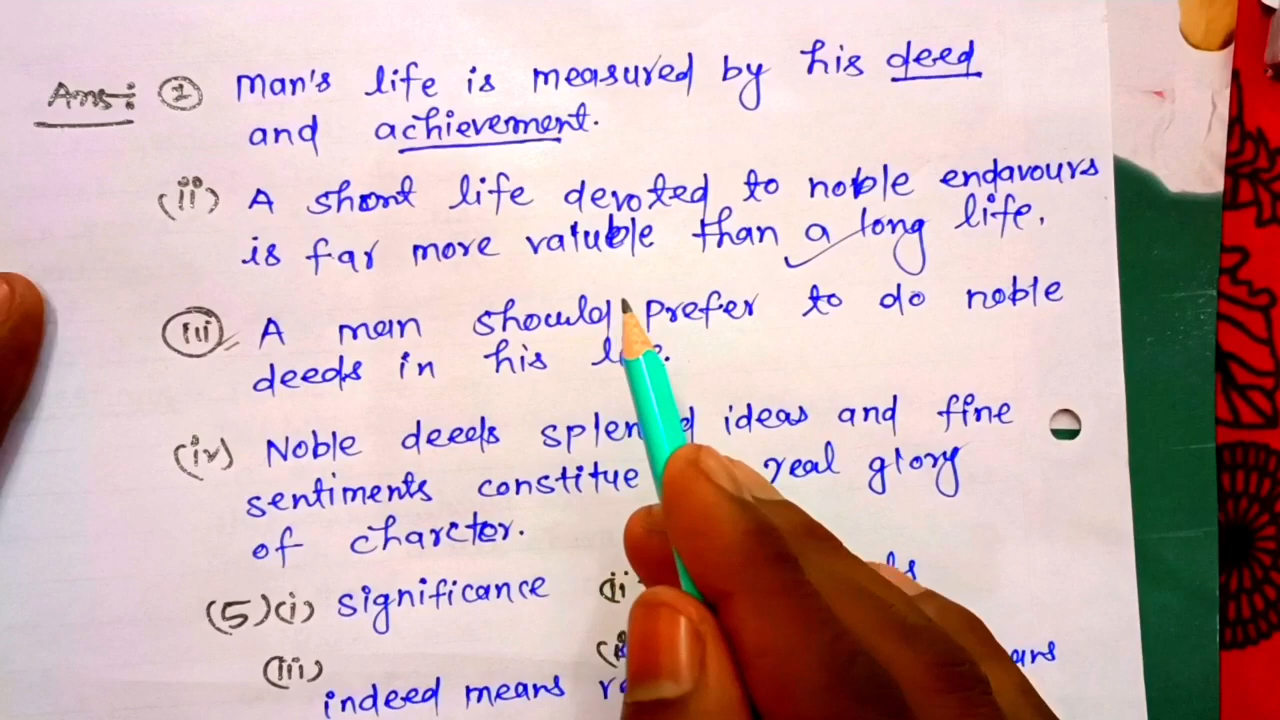 Ans:
① Man's life is measured by his deed
and achievement.
(ii) A short life devoted to noble endavours
is far more valuble than a long life.
(iii) A man should prefer to do noble
deeds in his
(iv) Noble deeds ideas and fine
sentiments constitue real glory
of charcter.
(5)(i) significance (ii)
(iii)
indeed means